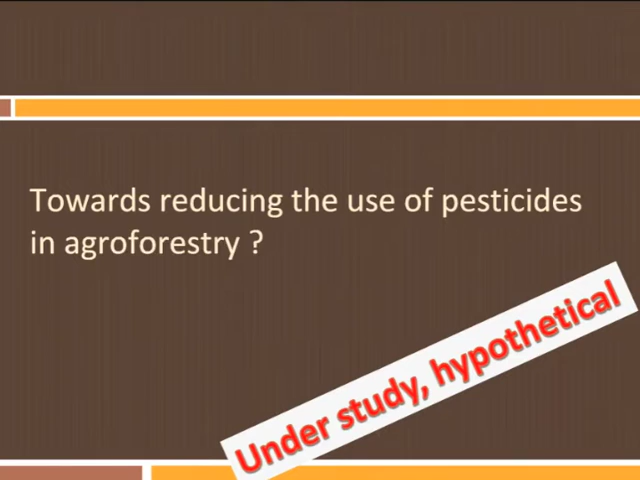 Towards reducing the use of pesticides
in agroforestry ?
Under study, hypothetical